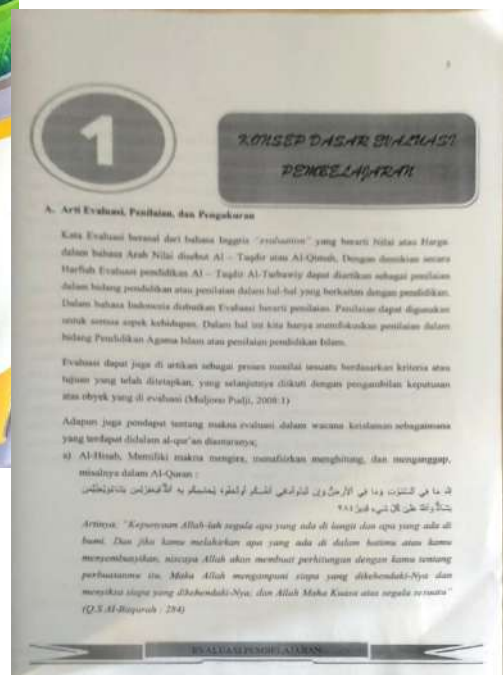 3
1
KONSEP DASAR EVALUASI
PEMBELAJARAN
A. Arti Evaluasi, Penilaian, dan Pengukuran
Kata Evaluasi berasal dari bahasa Inggris "evaluation" yang berarti Nilai atau Harga.
dalam bahasa Arab Nilai disebut Al – Taqdir atau Al-Qimah, Dengan demikian secara
Harfiah Evaluasi pendidikan Al – Taqdir Al-Tarbawiy dapat diartikan sebagai penilaian
dalam bidang pendidikan atau penilaian dalam hal-hal yang berkaitan dengan pendidikan.
Dalam bahasa Indonesia Evaluasi berarti penilaian. Penilaian dapat digunakan
untuk semua aspek kehidupan. Dalam hal ini kita hanya memfokuskan penilaian dalam
bidang Pendidikan Agama Islam atau penilaian pendidikan Islam.
Evaluasi dapat juga di artikan sebagai proses menilai sesuatu berdasarkan kriteria atau
tujuan yang telah ditetapkan, yang selanjutnya diikuti dengan pengambilan keputusan
atas obyek yang di evaluasi (Muljono Pudji, 2008:1)
Adapun juga pendapat tentang makna evaluasi dalam wacana keislaman sebagaimana
yang terdapat didalam al-qur'an diantaranya;
a) Al-Hisab, Memiliki makna mengira, menafsirkan menghitung, dan menganggap,
misalnya dalam Al-Quran :
فِي السَّمَٰوَٰتِ وَمَا فِي الْأَرْضِ وَإِن
عَلَىٰ كُلِّ شَيْءٍ قَدِيرٌ ٢٨٤
Artinya: "Kepunyaan Allah-lah segala apa yang ada di langit dan apa yang ada di
bumi. Dan jika kamu melahirkan apa yang ada di dalam hatimu atau kamu
menyembunyikan, niscaya Allah akan membuat perhitungan dengan kamu tentang
perbuatanmu itu. Maka Allah mengampuni siapa yang dikehendaki-Nya dan
menyiksa siapa yang dikehendaki-Nya; dan Allah Maha Kuasa atas segala sesuatu"
(Q.S Al-Baqarah : 284)
EVALUASI PEMBELAJARAN